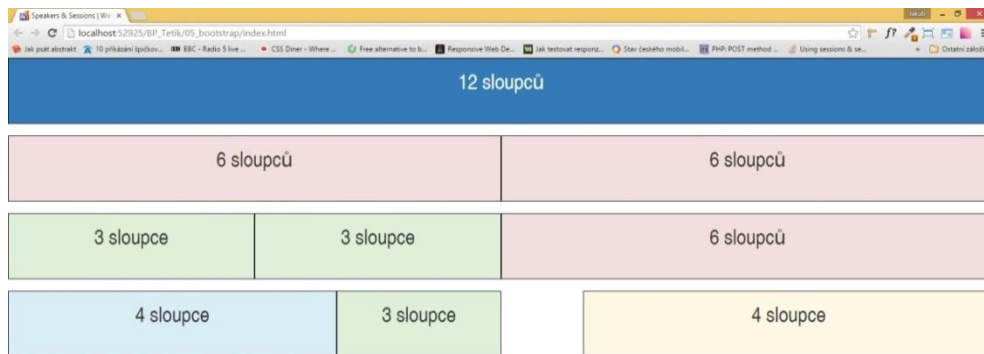 Speakers & Sessions | We
localhost:52925/BP_Tetik/05_bootstrap/index.html
Jak psát abstrakt 10 přikázání špičkov... BBC - Radio 5 live ... CSS Diner - Where ... Free alternative to b... Responsive Web De... Jak testovat responz... Stav českého mobil... PHP: POST method ... Using sessions & se... » Ostatní záložky
12 sloupců
6 sloupců 6 sloupců
3 sloupce 3 sloupce 6 sloupců
4 sloupce 3 sloupce 4 sloupce